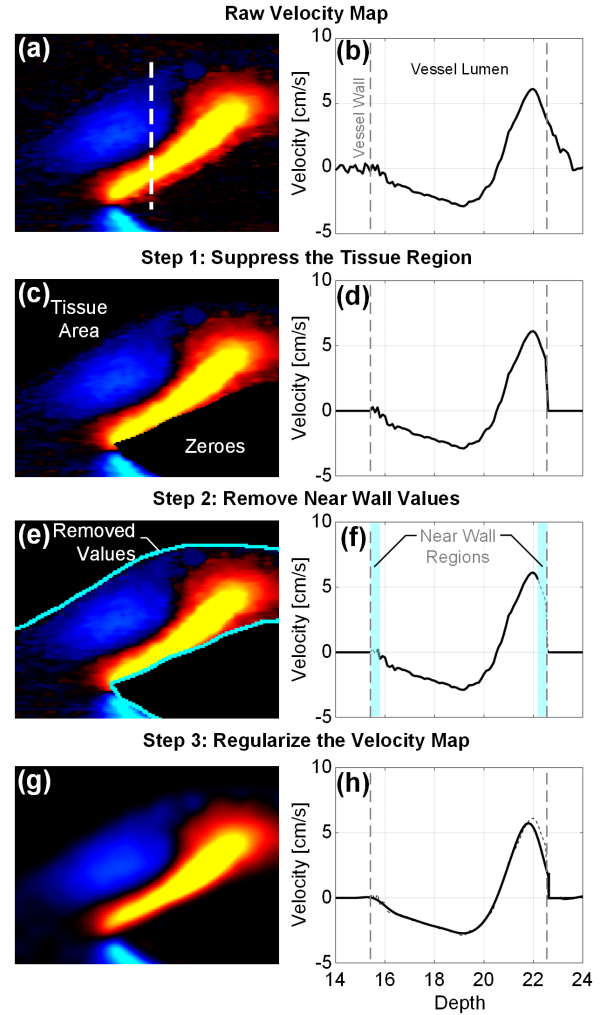 Raw Velocity Map
(a)
(b)
Vessel Lumen
Vessel Wall
Velocity [cm/s]
10
5
0
-5
Step 1: Suppress the Tissue Region
(c)
Tissue
Area
Zeroes
(d)
Velocity [cm/s]
10
5
0
-5
Step 2: Remove Near Wall Values
(e)
Removed
Values
(f)
Near Wall
Regions
Velocity [cm/s]
10
5
0
-5
Step 3: Regularize the Velocity Map
(g)
(h)
Velocity [cm/s]
10
5
0
-5
14 16 18 20 22 24
Depth